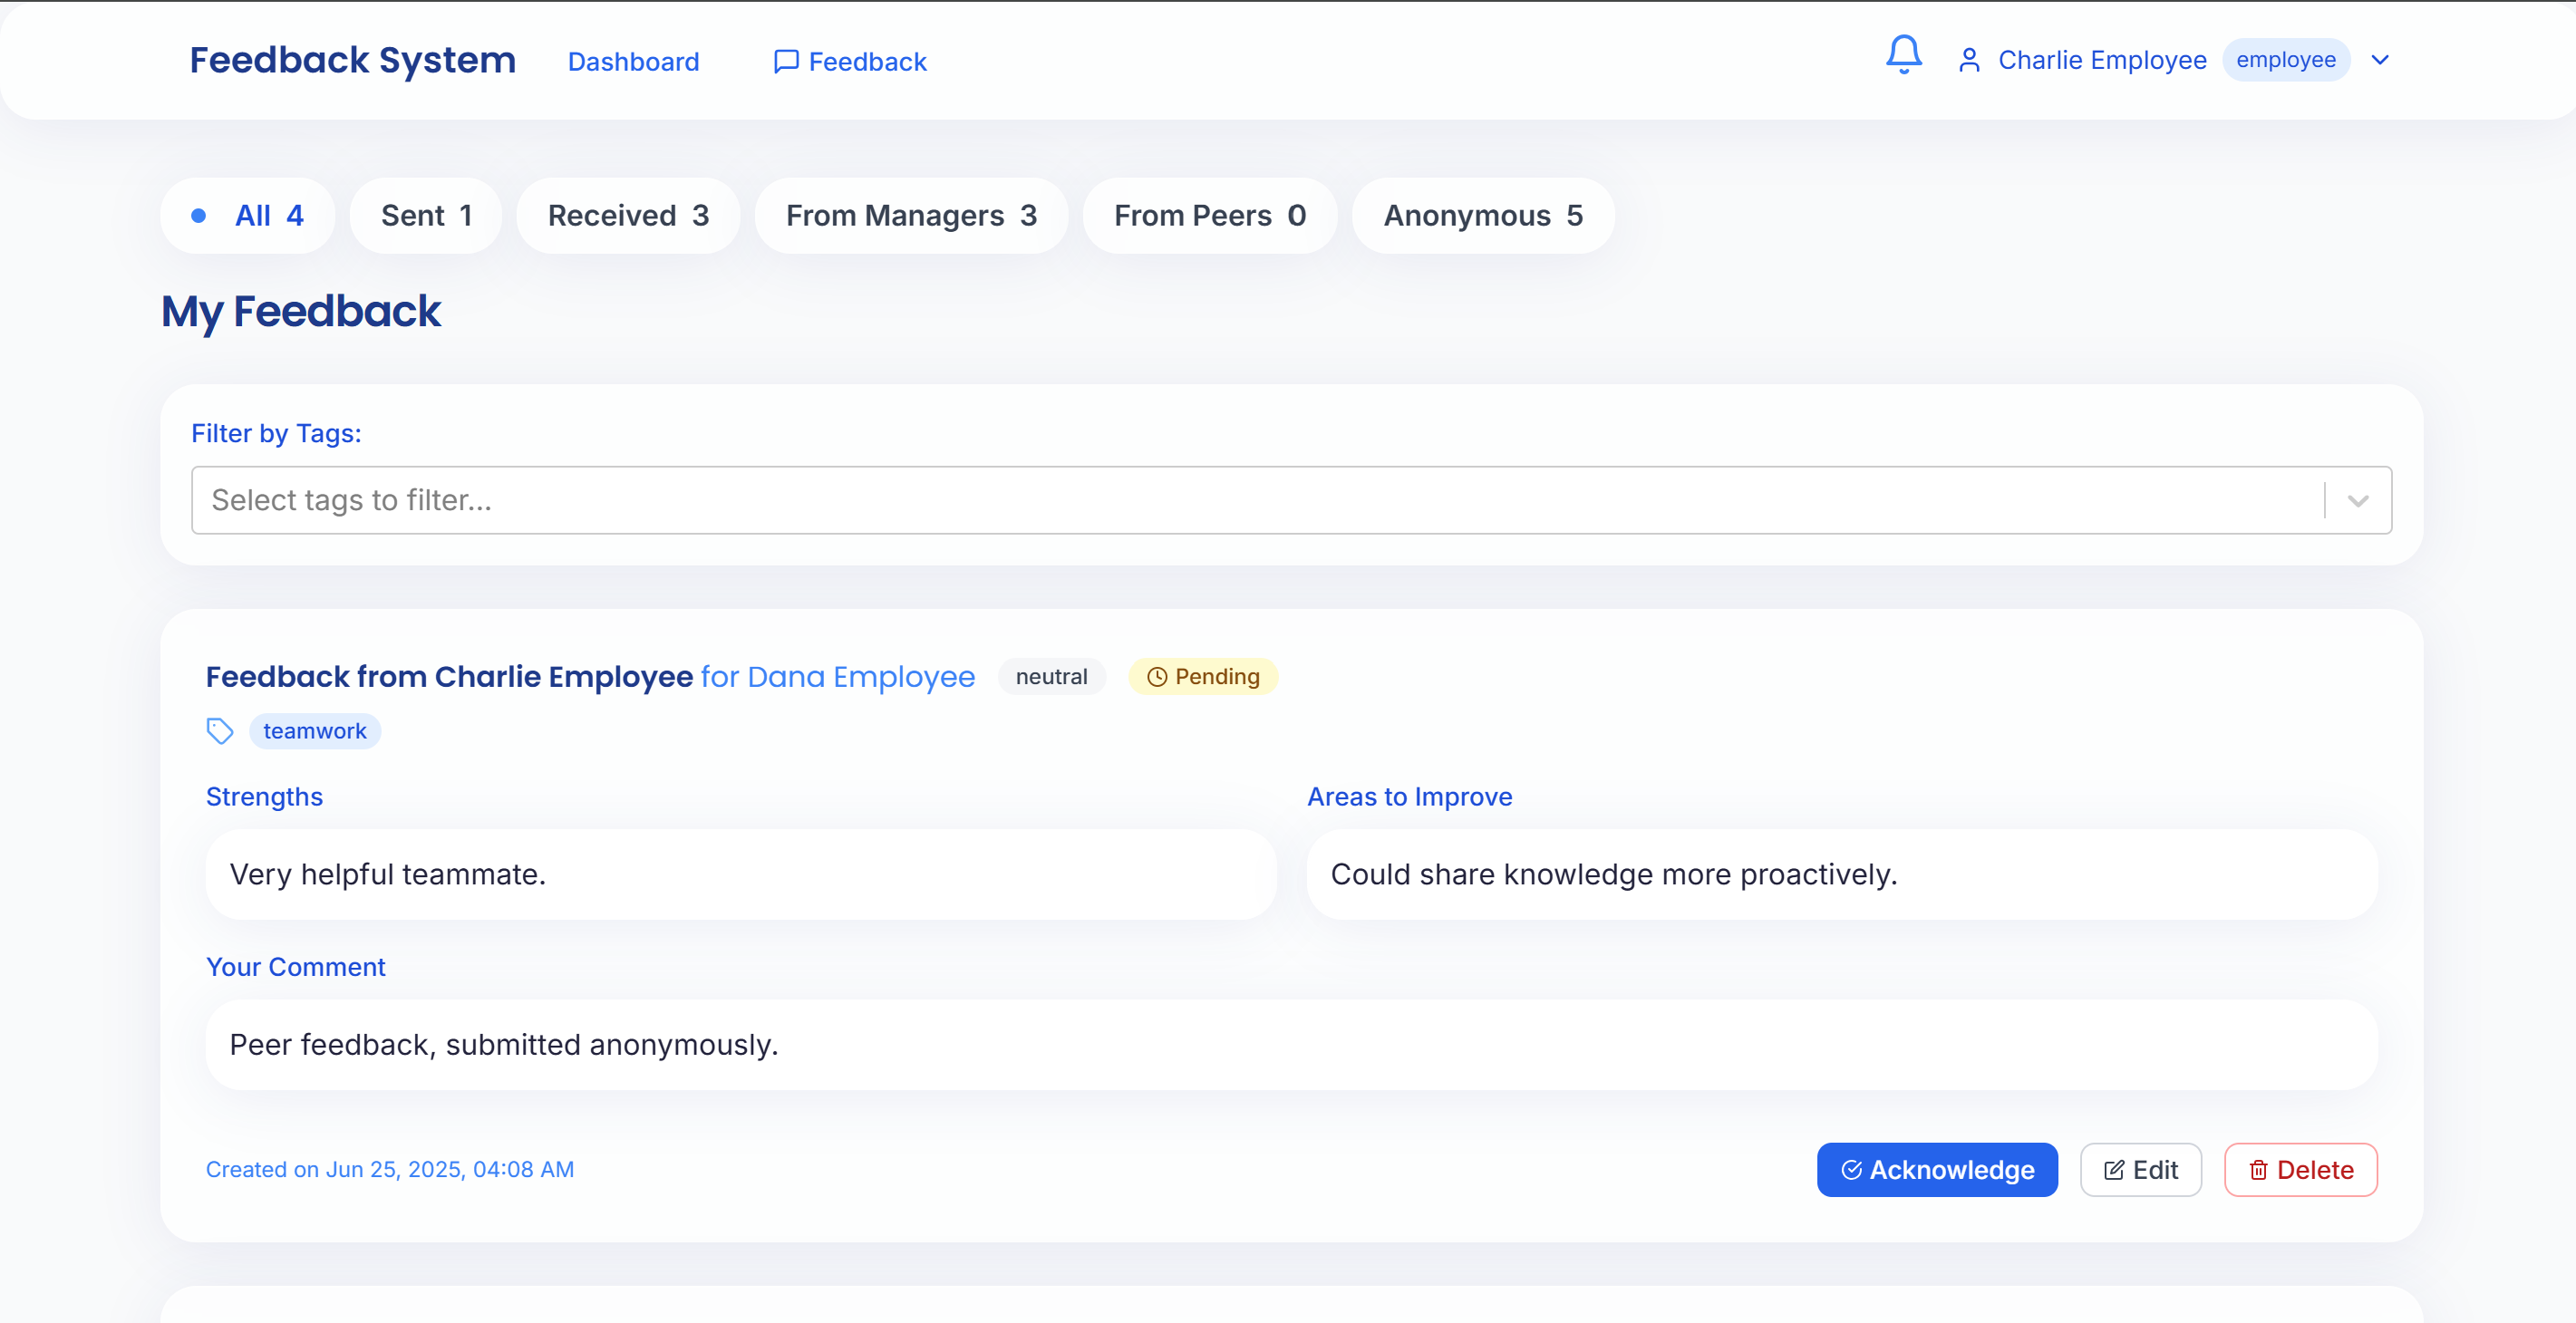 Feedback System Dashboard Feedback Charlie Employee employee
All 4 Sent 1 Received 3 From Managers 3 From Peers 0 Anonymous 5
My Feedback
Filter by Tags:
Select tags to filter...
Feedback from Charlie Employee for Dana Employee neutral Pending
teamwork
Strengths
Very helpful teammate.
Areas to Improve
Could share knowledge more proactively.
Your Comment
Peer feedback, submitted anonymously.
Created on Jun 25, 2025, 04:08 AM Acknowledge Edit Delete